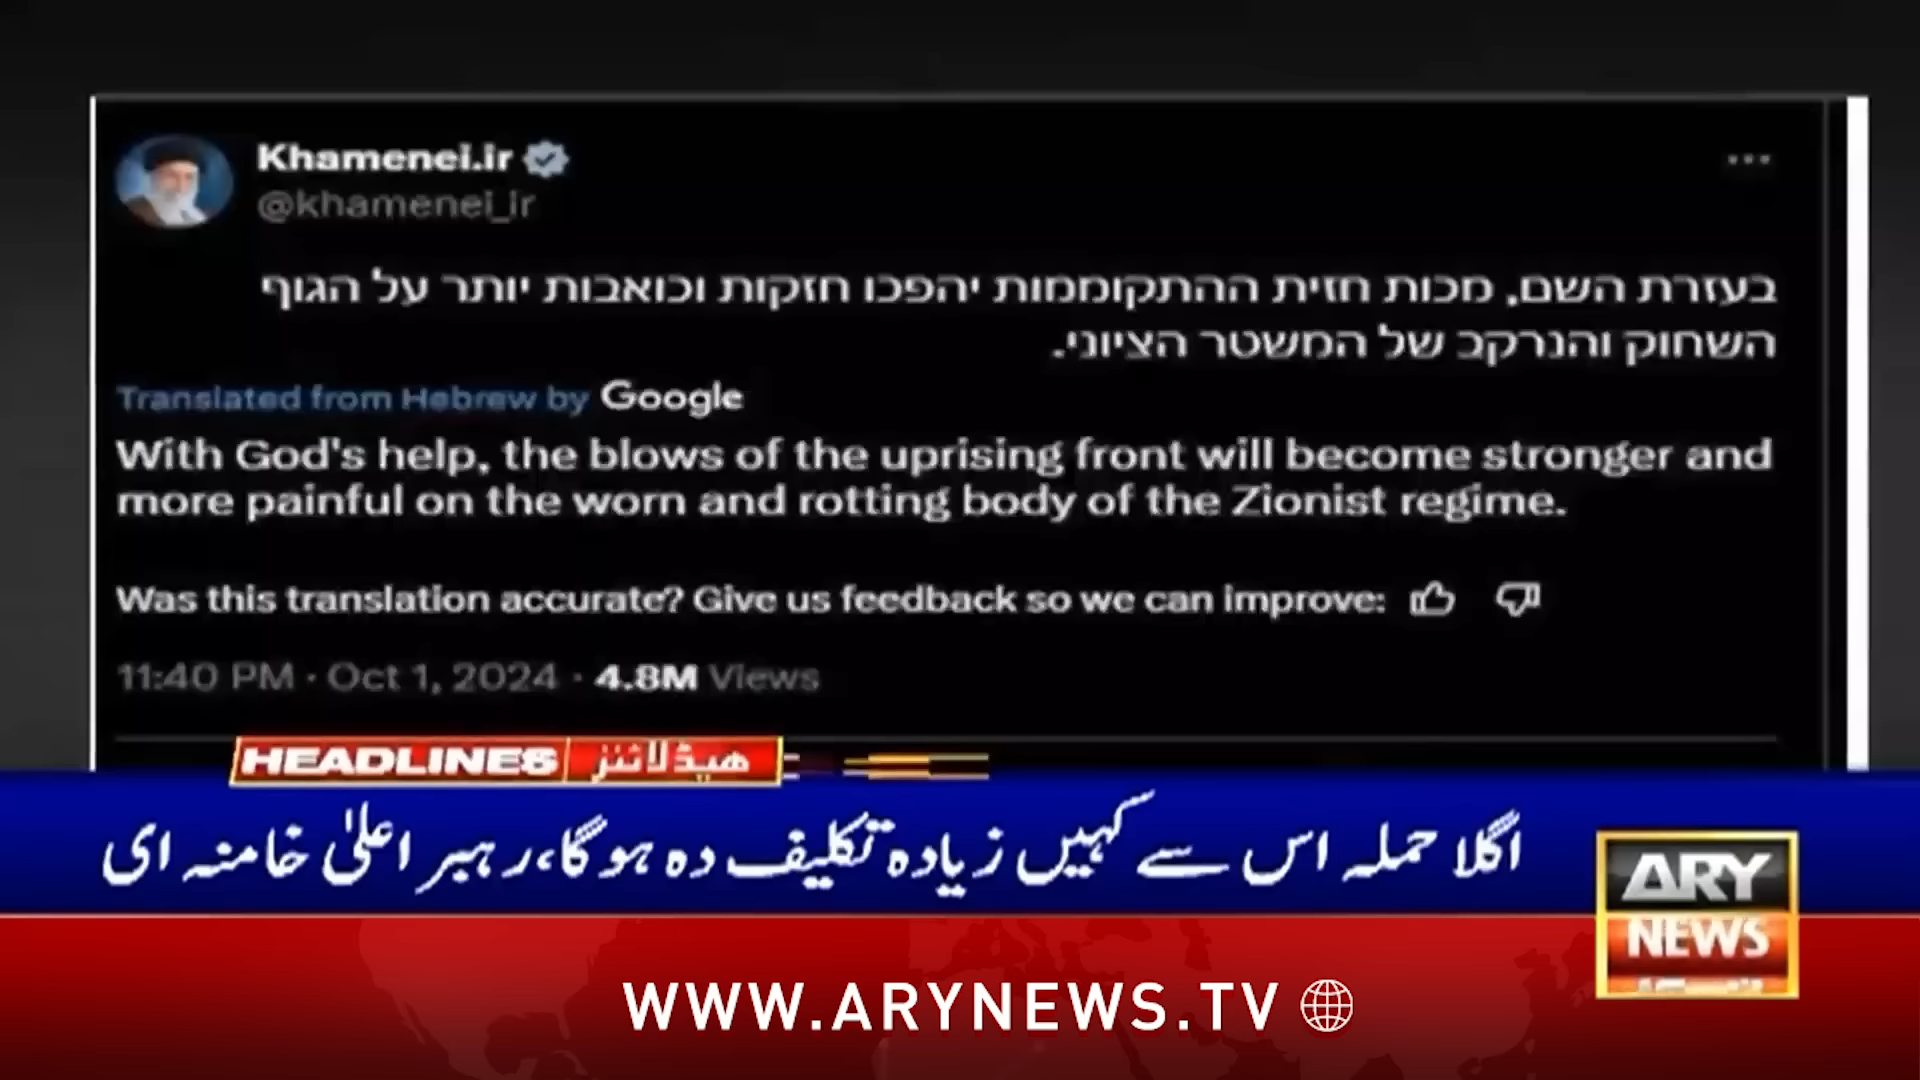 Khamenei.ir
@khamenei_ir
בעזרת השם, מכות חזית ההתקוממות יהפכו חזקות וכואבות יותר על הגוף
השחוק והנרקב של המשטר הציוני.
Translated from Hebrew by Google
With God's help, the blows of the uprising front will become stronger and
more painful on the worn and rotting body of the Zionist regime.
Was this translation accurate? Give us feedback so we can improve:
11:40 PM · Oct 1, 2024 · 4.8M Views
HEADLINES ھیڈلائنز
اگلا حملہ اس سے کہیں زیادہ تکلیف دہ ہوگا،رہبر اعلیٰ خامنہ ای
ARY
NEWS
WWW.ARYNEWS.TV